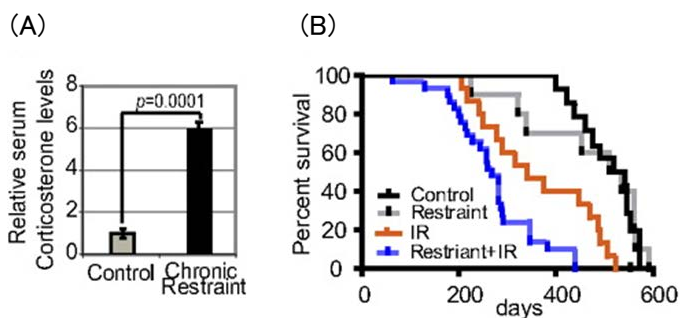 (A)
(B)
Relative serum
Corticosterone levels
8
6
4
2
0
p=0.0001
Control
Chronic
Restraint
Percent survival
100
80
60
40
20
0
Control
Restraint
IR
Restriant+IR
0
200
400
600
days